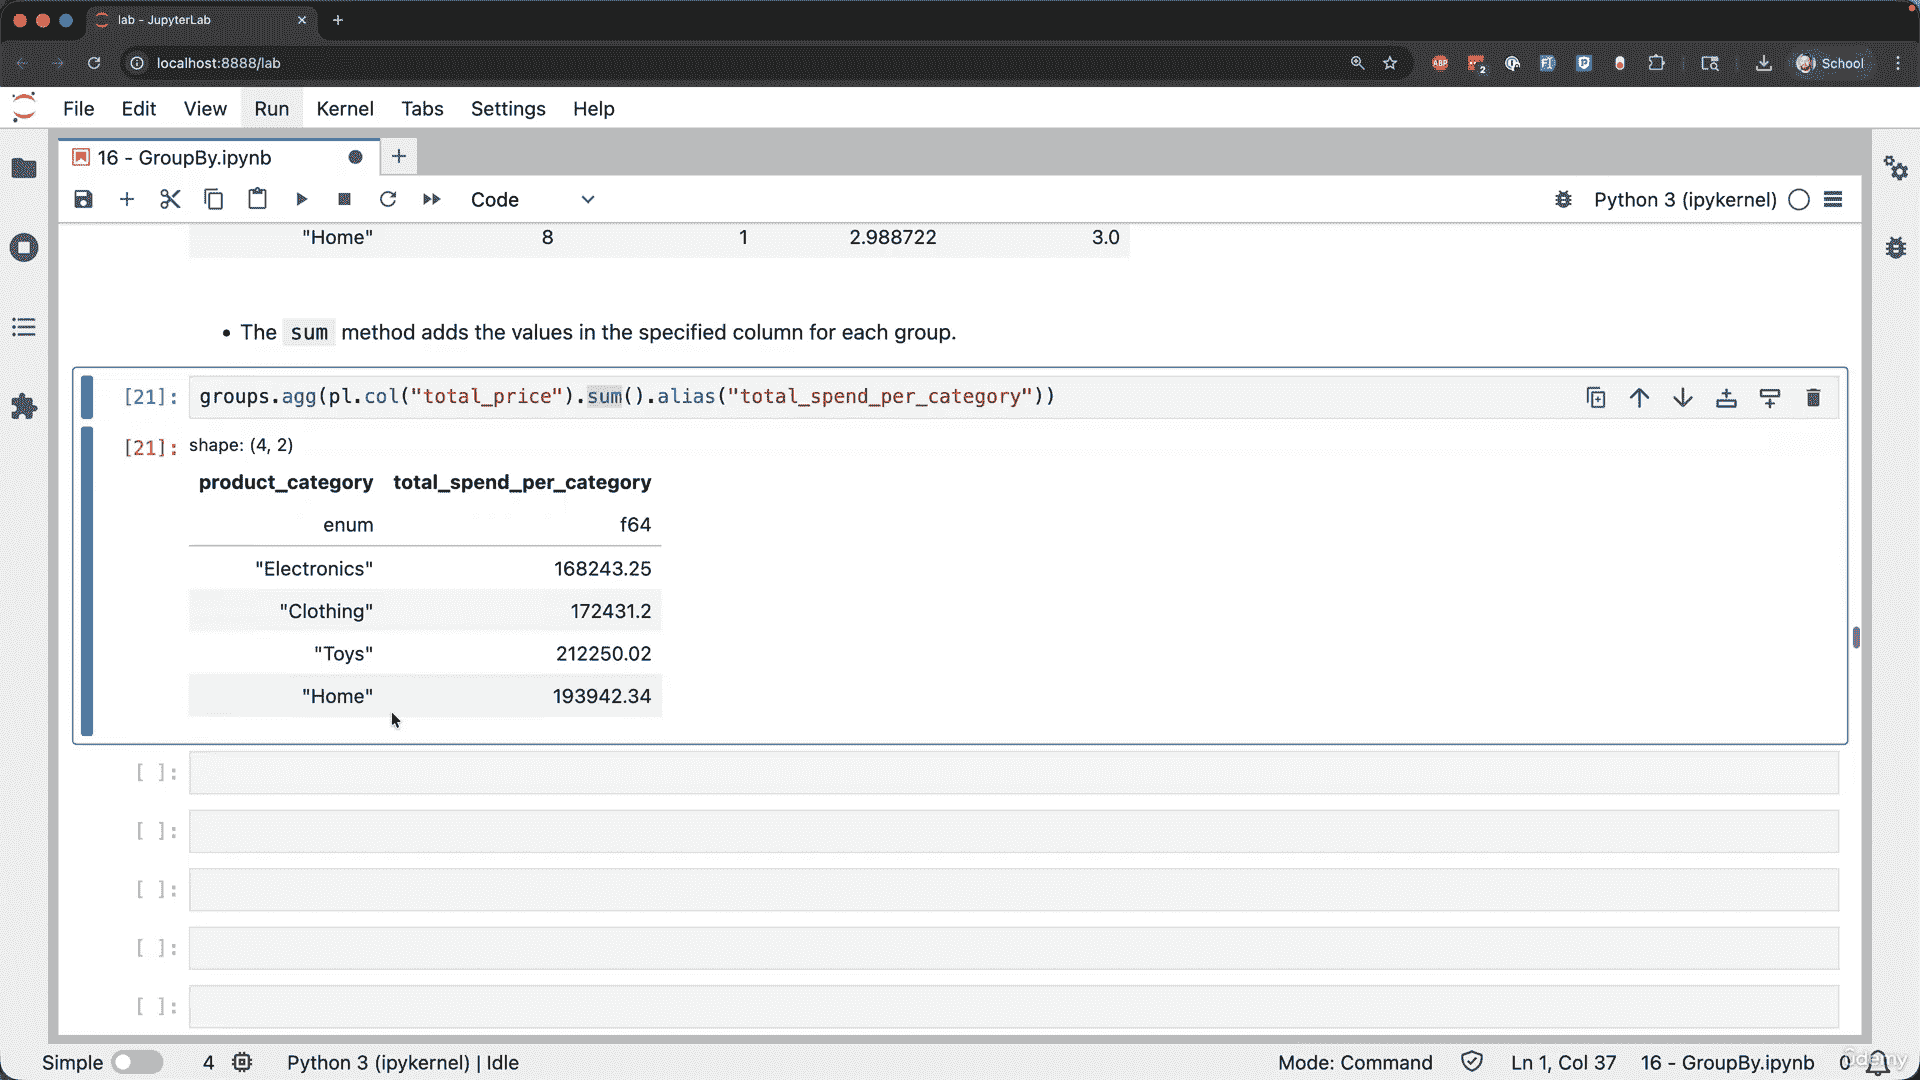 lab - JupyterLab
localhost:8888/lab
ABP
2
School
File Edit View Run Kernel Tabs Settings Help
16 - GroupBy.ipynb
Code
Python 3 (ipykernel)
"Home" 8 1 2.988722 3.0
• The sum method adds the values in the specified column for each group.
[21]: groups.agg(pl.col("total_price").sum().alias("total_spend_per_category"))
[21]: shape: (4, 2)
product_category total_spend_per_category
enum f64
"Electronics" 168243.25
"Clothing" 172431.2
"Toys" 212250.02
"Home" 193942.34
[ ]:
[ ]:
[ ]:
[ ]:
[ ]:
Simple 4 Python 3 (ipykernel) | Idle Mode: Command Ln 1, Col 37 16 - GroupBy.ipynb 0
Udemy